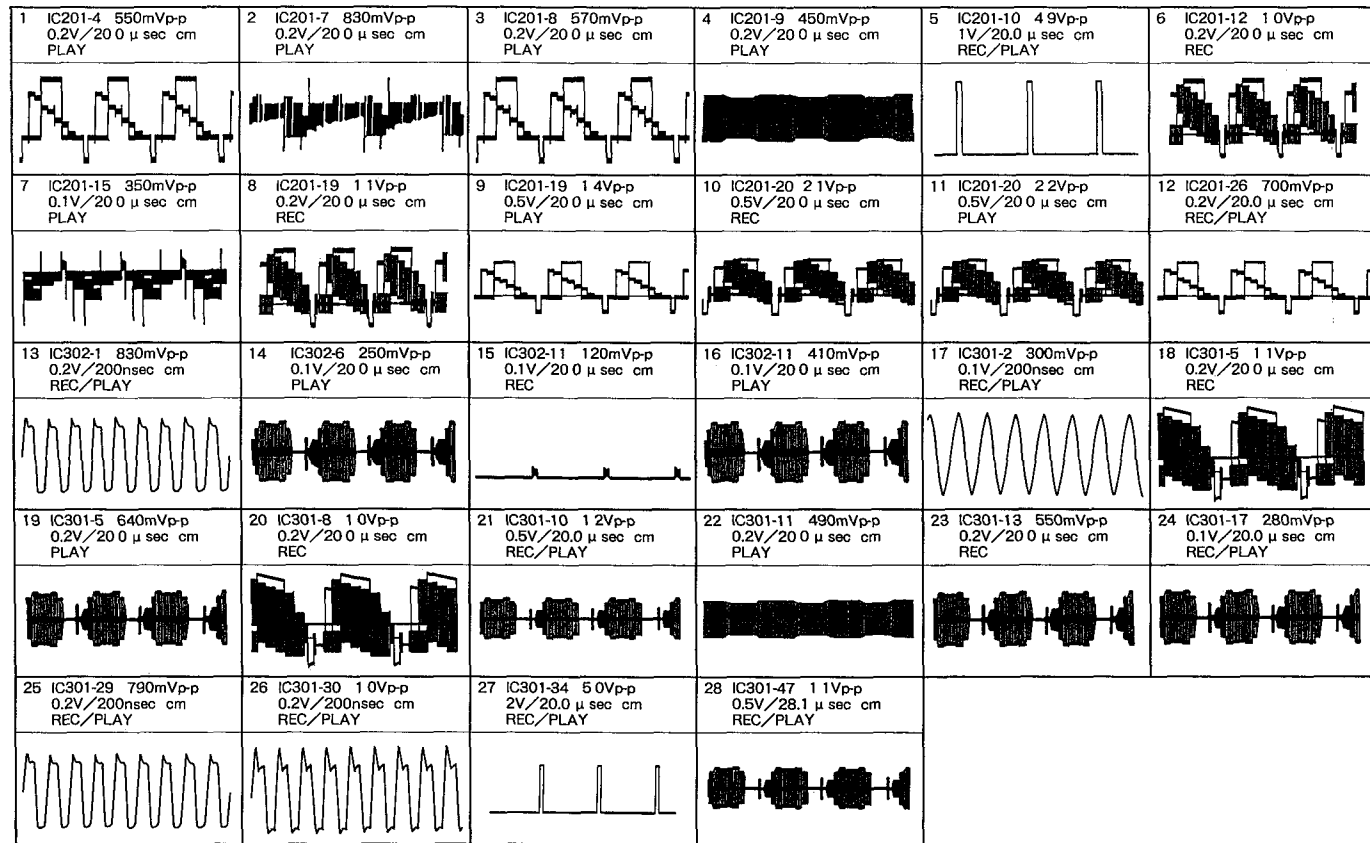 1 IC201-4 550mVp-p
0.2V/20 0 μ sec cm
PLAY
2 IC201-7 830mVp-p
0.2V/20 0 μ sec cm
PLAY
3 IC201-8 570mVp-p
0.2V/20 0 μ sec cm
PLAY
4 IC201-9 450mVp-p
0.2V/20 0 μ sec cm
PLAY
5 IC201-10 4 9Vp-p
1V/20.0 μ sec cm
REC/PLAY
6 IC201-12 1 0Vp-p
0.2V/20 0 μ sec cm
REC
7 IC201-15 350mVp-p
0.1V/20 0 μ sec cm
PLAY
8 IC201-19 1 1Vp-p
0.2V/20 0 μ sec cm
REC
9 IC201-19 1 4Vp-p
0.5V/20 0 μ sec cm
PLAY
10 IC201-20 2 1Vp-p
0.5V/20 0 μ sec cm
REC
11 IC201-20 2 2Vp-p
0.5V/20 0 μ sec cm
PLAY
12 IC201-26 700mVp-p
0.2V/20.0 μ sec cm
REC/PLAY
13 IC302-1 830mVp-p
0.2V/200nsec cm
REC/PLAY
14 IC302-6 250mVp-p
0.1V/20 0 μ sec cm
PLAY
15 IC302-11 120mVp-p
0.1V/20 0 μ sec cm
REC
16 IC302-11 410mVp-p
0.1V/20 0 μ sec cm
PLAY
17 IC301-2 300mVp-p
0.1V/200nsec cm
REC/PLAY
18 IC301-5 1 1Vp-p
0.2V/20 0 μ sec cm
REC
19 IC301-5 640mVp-p
0.2V/20 0 μ sec cm
PLAY
20 IC301-8 1 0Vp-p
0.2V/20 0 μ sec cm
REC
21 IC301-10 1 2Vp-p
0.5V/20.0 μ sec cm
REC/PLAY
22 IC301-11 490mVp-p
0.2V/20 0 μ sec cm
PLAY
23 IC301-13 550mVp-p
0.2V/20 0 μ sec cm
REC
24 IC301-17 280mVp-p
0.1V/20.0 μ sec cm
REC/PLAY
25 IC301-29 790mVp-p
0.2V/200nsec cm
REC/PLAY
26 IC301-30 1 0Vp-p
0.2V/200nsec cm
REC/PLAY
27 IC301-34 5 0Vp-p
2V/20.0 μ sec cm
REC/PLAY
28 IC301-47 1 1Vp-p
0.5V/28.1 μ sec cm
REC/PLAY